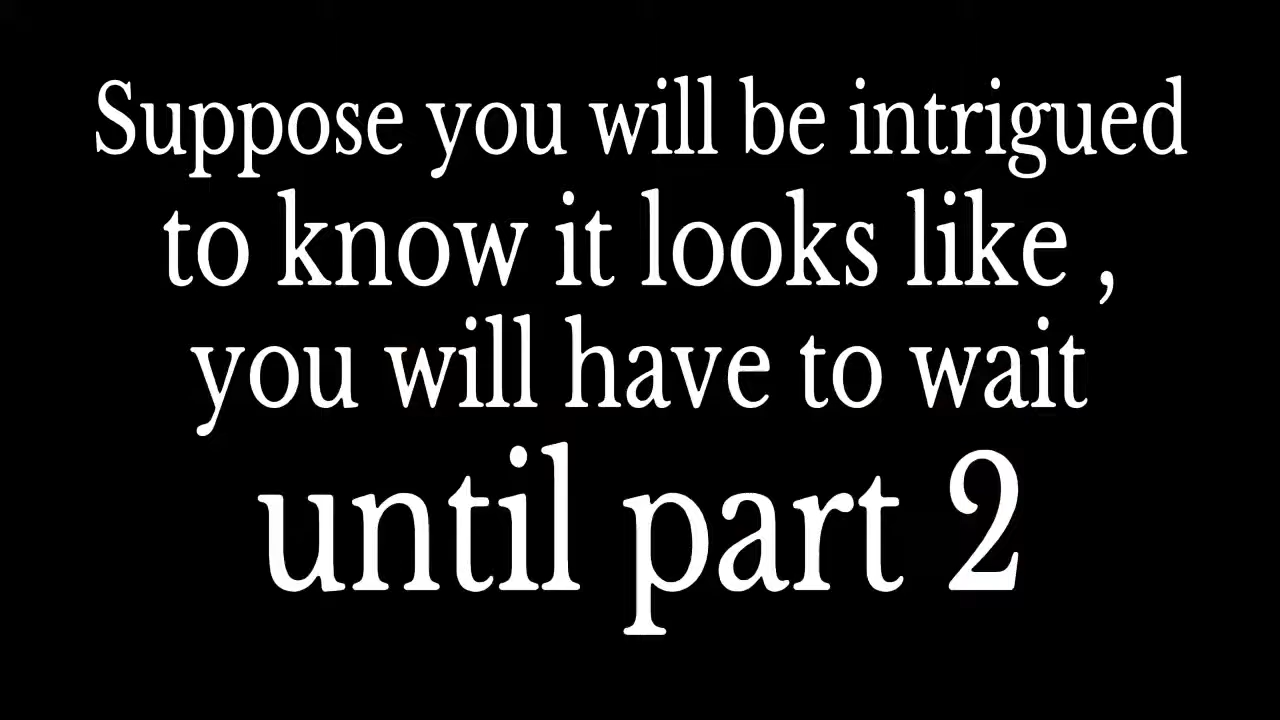 Suppose you will be intrigued
to know it looks like ,
you will have to wait
until part 2